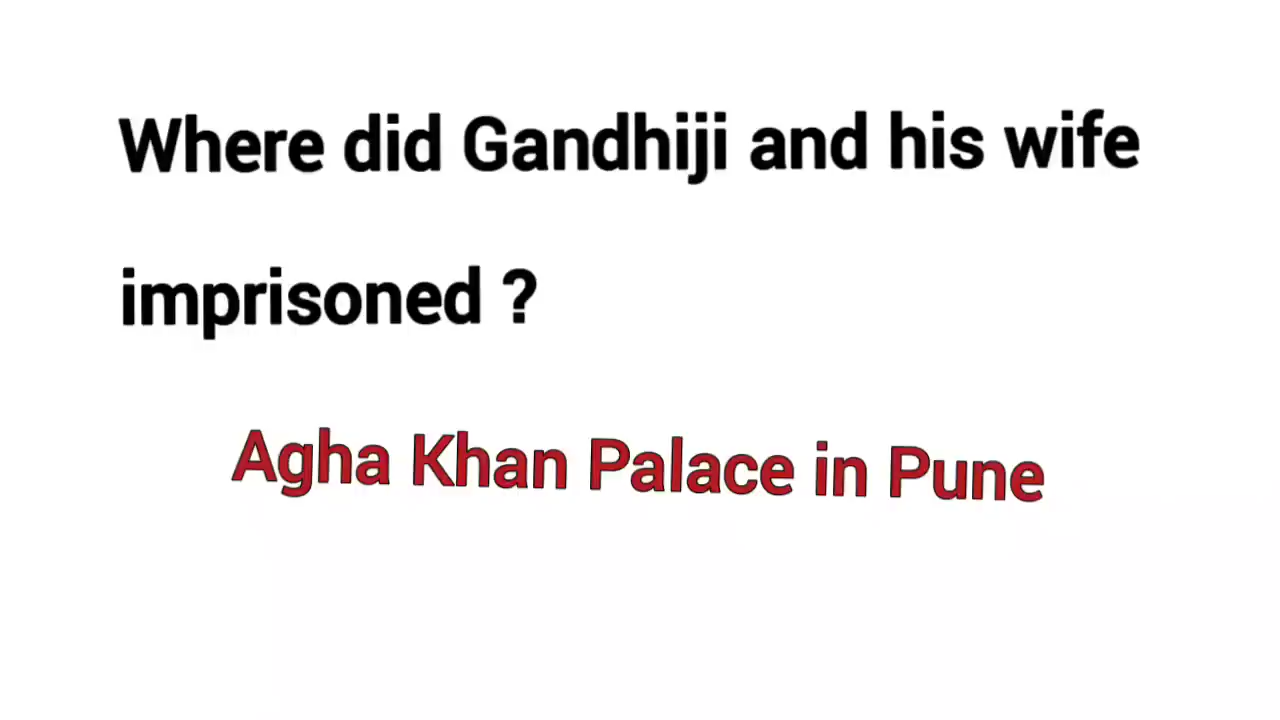 Where did Gandhiji and his wife
imprisoned ?
Agha Khan Palace in Pune